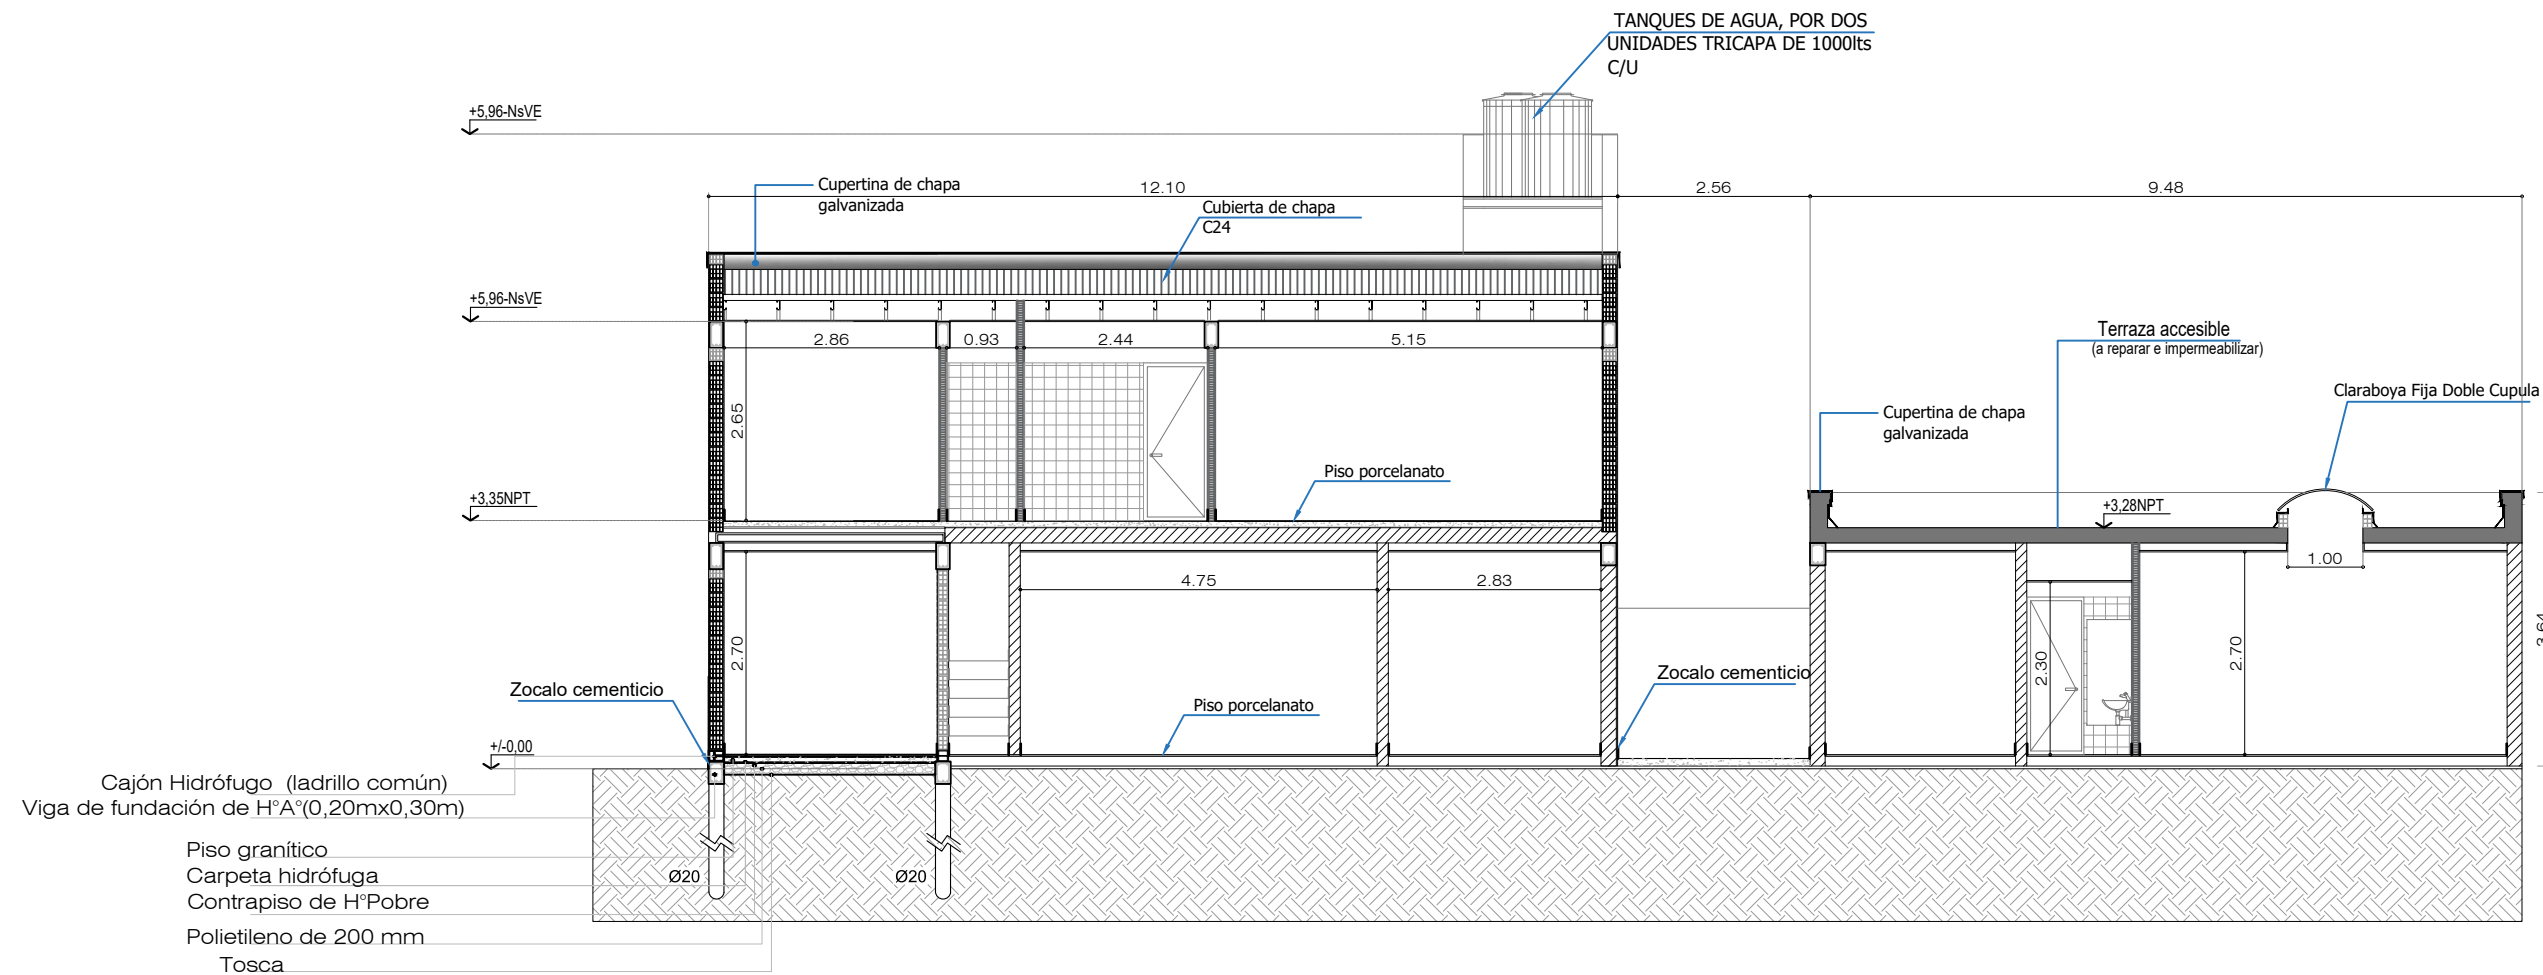 TANQUES DE AGUA, POR DOS
UNIDADES TRICAPA DE 1000lts
C/U
+5,96-NsVE
12.10
2.56
9.48
Cupertina de chapa
galvanizada
Cubierta de chapa
C24
+5,96-NsVE
2.86
0.93
2.44
5.15
2.65
Terraza accesible
(a reparar e impermeabilizar)
Claraboya Fija Doble Cupula
Cupertina de chapa
galvanizada
Piso porcelanato
+3,35NPT
+3,28NPT
1.00
4.75
2.83
2.70
2.30
2.70
3.64
Zocalo cementicio
Zocalo cementicio
Piso porcelanato
+/-0,00
Cajón Hidrófugo (ladrillo común)
Viga de fundación de H°A°(0,20mx0,30m)
Piso granítico
Carpeta hidrófuga
Contrapiso de H°Pobre
Polietileno de 200 mm
Tosca
Ø20
Ø20